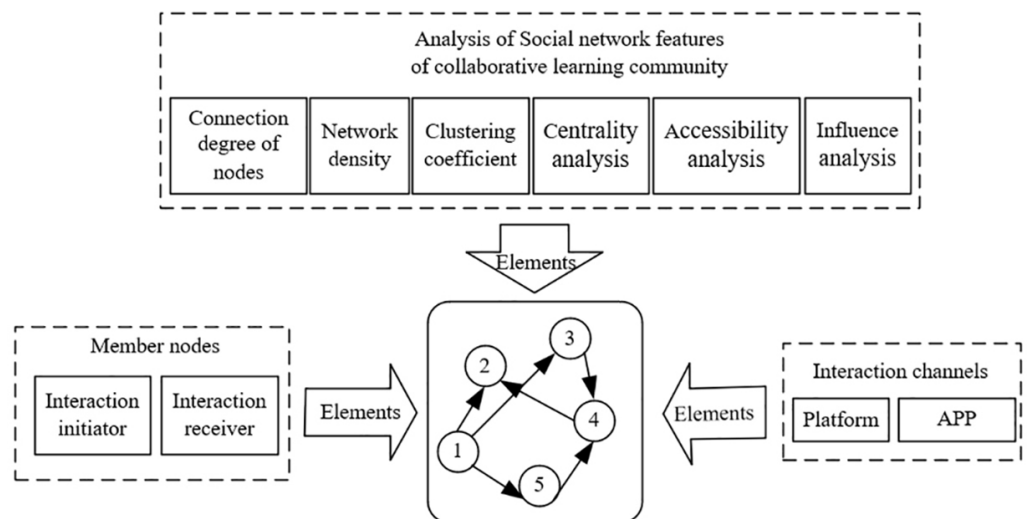 Analysis of Social network features
of collaborative learning community
Connection
degree of
nodes
Network
density
Clustering
coefficient
Centrality
analysis
Accessibility
analysis
Influence
analysis
Elements
Member nodes
Interaction
initiator
Interaction
receiver
Elements
3
2
4
1
5
Elements
Interaction channels
Platform
APP